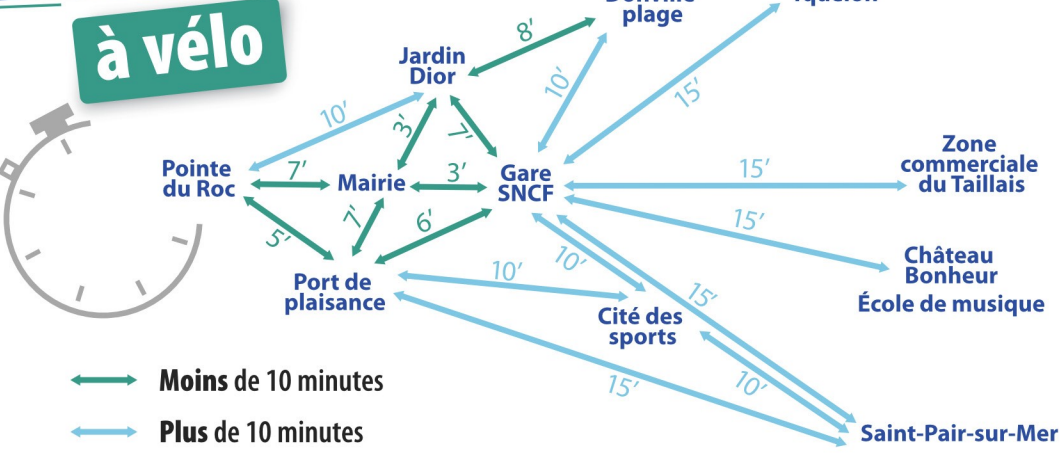 plage
à vélo
8'
Jardin
Dior
10'
15'
10'
3'
7'
Zone
commerciale
du Taillais
Pointe
du Roc
7'
Mairie
3'
Gare
SNCF
15'
5'
7'
6'
15'
Château
Bonheur
École de musique
Port de
plaisance
10'
10'
15'
Cité des
sports
Moins de 10 minutes
15'
10'
Plus de 10 minutes
Saint-Pair-sur-Mer